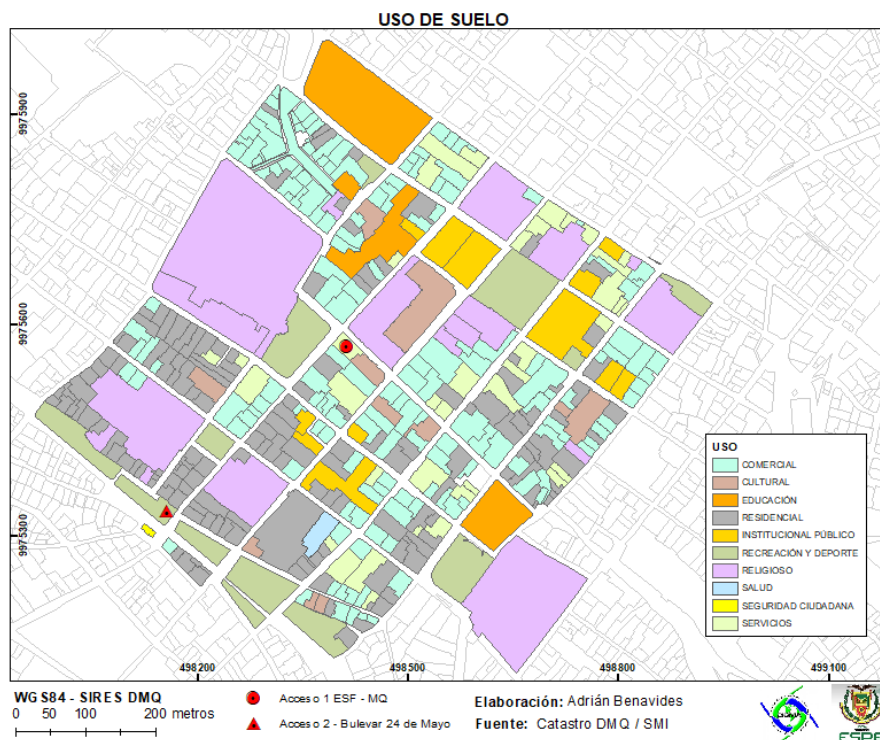 USO DE SUELO
9975900
9975600
9975300
498200
498500
498800
499100
USO
COMERCIAL
CULTURAL
EDUCACIÓN
RESIDENCIAL
INSTITUCIONAL PÚBLICO
RECREACIÓN Y DEPORTE
RELIGIOSO
SALUD
SEGURIDAD CIUDADANA
SERVICIOS
WGS84 - SIRES DMQ
0 50 100 200 metros
Acceso 1 ESF - MQ
Acceso 2 - Bulevar 24 de Mayo
Elaboración: Adrián Benavides
Fuente: Catastro DMQ / SMI
ESPE